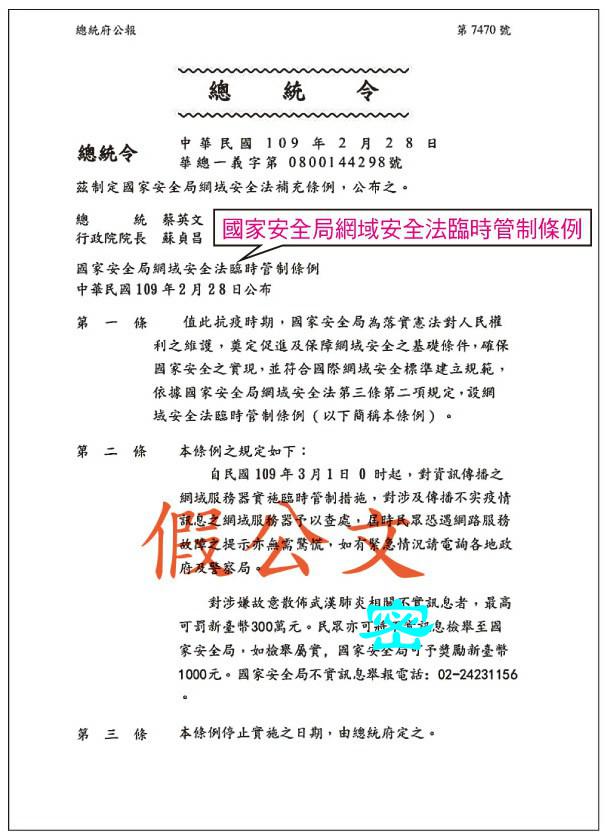 總統府公報 第 7470 號
總統令
總統令
中華民國 109 年 2 月 28 日
華總一義字第 0800144298號
茲制定國家安全局網域安全法補充條例，公布之。
總 統 蔡英文
行政院院長 蘇貞昌
國家安全局網域安全法臨時管制條例
國家安全局網域安全法臨時管制條例
中華民國109年2月28日公布
第 一 條 值此抗疫時期，國家安全局為落實憲法對人民權
利之維護，奠定促進及保障網域安全之基礎條件，確保
國家安全之實現，並符合國際網域安全標準建立規範，
依據國家安全局網域安全法第三條第二項規定，設網
域安全法臨時管制條例（以下簡稱本條例）。
第 二 條 本條例之規定如下：
自民國109年3月1日 0 時起，對資訊傳播之
網域服務器實施臨時管制措施，對涉及傳播不实疫情
訊息之網域服務器予以查處，屆時民眾恐遇網路服務
故障之提示亦無需驚慌，如有緊急情況請電詢各地政
府及警察局。
假公文
對涉嫌故意散佈武漢肺炎相關不實訊息者，最高
可罰新臺幣300萬元。民眾亦可將不實訊息檢舉至國
家安全局，如檢舉屬實，國家安全局可予獎勵新臺幣
1000元。國家安全局不實訊息舉報電話：02-24231156
。
密
第 三 條 本條例停止實施之日期，由總統府定之。